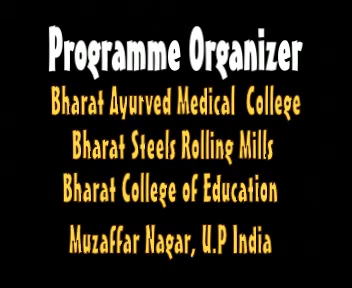 Programme Organizer
Bharat Ayurved Medical College
Bharat Steels Rolling Mills
Bharat College of Education
Muzaffar Nagar, U.P India